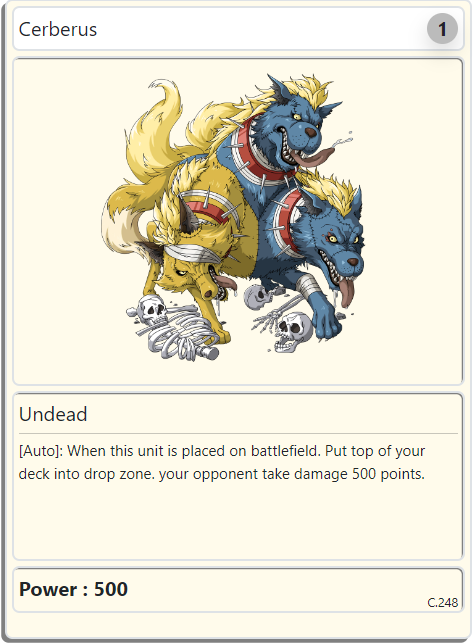 Cerberus
1
Undead
[Auto]: When this unit is placed on battlefield. Put top of your
deck into drop zone. your opponent take damage 500 points.
Power : 500
C.248